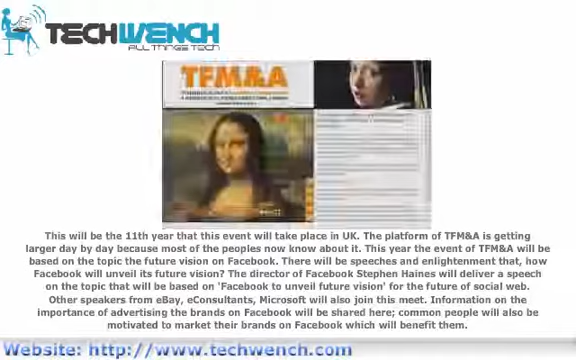 TECHWENCH
ALL THINGS TECH
TFM&A
This will be the 11th year that this event will take place in UK. The platform of TFM&A is getting
larger day by day because most of the peoples now know about it. This year the event of TFM&A will be
based on the topic the future vision on Facebook. There will be speeches and enlightenment that, how
Facebook will unveil its future vision? The director of Facebook Stephen Haines will deliver a speech
on the topic that will be based on 'Facebook to unveil future vision' for the future of social web.
Other speakers from eBay, eConsultants, Microsoft will also join this meet. Information on the
importance of advertising the brands on Facebook will be shared here; common people will also be
motivated to market their brands on Facebook which will benefit them.
Website: http://www.techwench.com